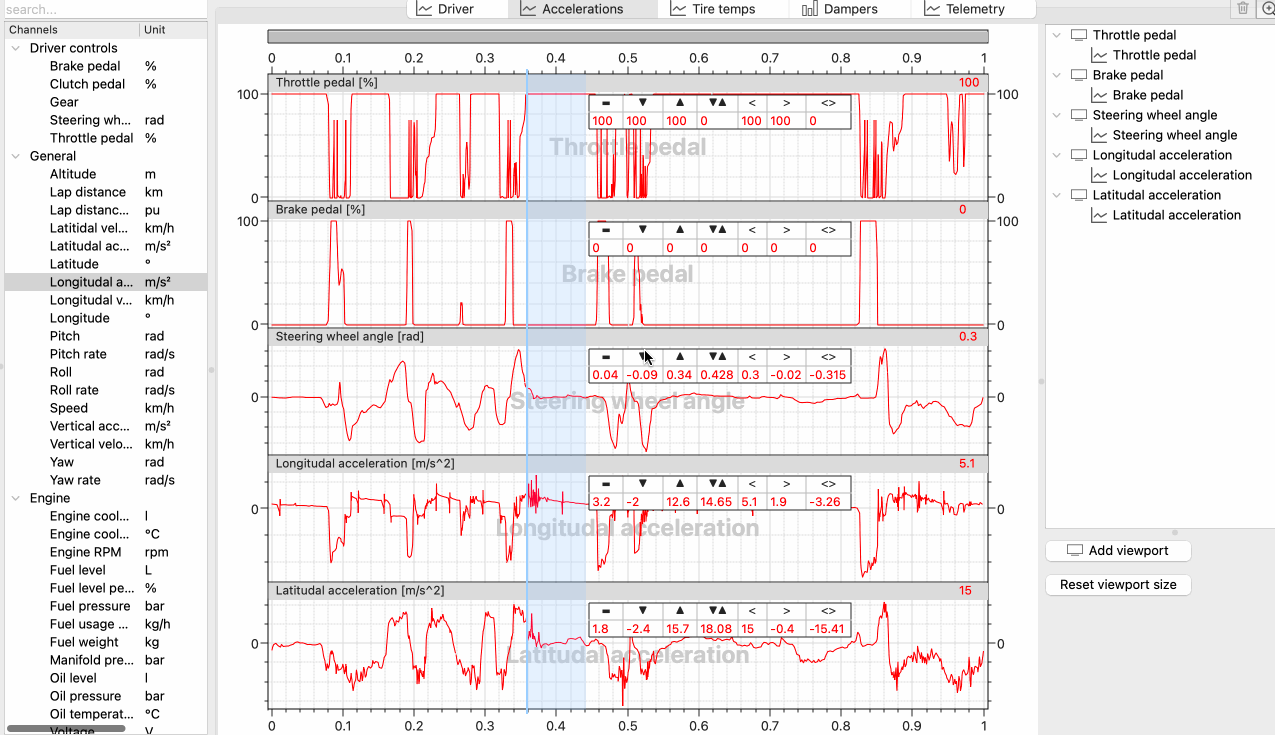 search...
Driver
Accelerations
Tire temps
Dampers
Telemetry
Channels Unit
Driver controls
Brake pedal %
Clutch pedal %
Gear
Steering wh... rad
Throttle pedal %
General
Altitude m
Lap distance km
Lap distanc... pu
Latitidal vel... km/h
Latitudal ac... m/s²
Latitude °
Longitudal a... m/s²
Longitudal v... km/h
Longitude °
Pitch rad
Pitch rate rad/s
Roll rad
Roll rate rad/s
Speed km/h
Vertical acc... m/s²
Vertical velo... km/h
Yaw rad
Yaw rate rad/s
Engine
Engine cool... l
Engine cool... °C
Engine RPM rpm
Fuel level L
Fuel level pe... %
Fuel pressure bar
Fuel usage ... kg/h
Fuel weight kg
Manifold pre... bar
Oil level l
Oil pressure bar
Oil temperat... °C
Voltage V
0 0.1 0.2 0.3 0.4 0.5 0.6 0.7 0.8 0.9 1
Throttle pedal [%] 100
100 100
━ ▼ ▲ ▼▲ < > <>
100 100 100 0 100 100 0
Throttle pedal
0 0
Brake pedal [%] 0
100 100
━ ▼ ▲ ▼▲ < > <>
0 0 0 0 0 0 0
Brake pedal
0 0
Steering wheel angle [rad] 0.3
━ ▼ ▲ ▼▲ < > <>
0.04 -0.09 0.34 0.428 0.3 -0.02 -0.315
0 0
Steering wheel angle
Longitudal acceleration [m/s^2] 5.1
━ ▼ ▲ ▼▲ < > <>
3.2 -2 12.6 14.65 5.1 1.9 -3.26
0 0
Longitudal acceleration
Latitudal acceleration [m/s^2] 15
━ ▼ ▲ ▼▲ < > <>
1.8 -2.4 15.7 18.08 15 -0.4 -15.41
0 0
Latitudal acceleration
0 0.1 0.2 0.3 0.4 0.5 0.6 0.7 0.8 0.9 1
Throttle pedal
Throttle pedal
Brake pedal
Brake pedal
Steering wheel angle
Steering wheel angle
Longitudal acceleration
Longitudal acceleration
Latitudal acceleration
Latitudal acceleration
Add viewport
Reset viewport size